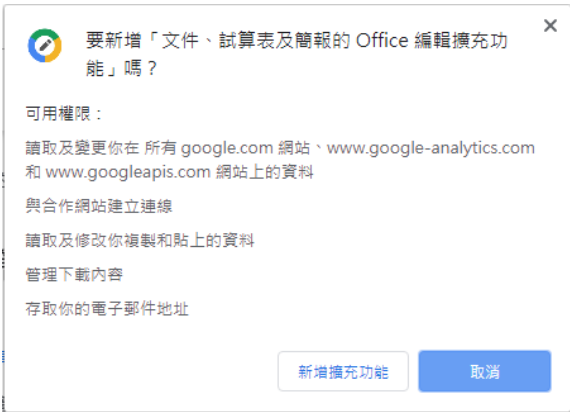 要新增「文件、試算表及簡報的 Office 編輯擴充功
能」嗎？
可用權限：
讀取及變更你在 所有 google.com 網站、www.google-analytics.com
和 www.googleapis.com 網站上的資料
與合作網站建立連線
讀取及修改你複製和貼上的資料
管理下載內容
存取你的電子郵件地址
新增擴充功能
取消